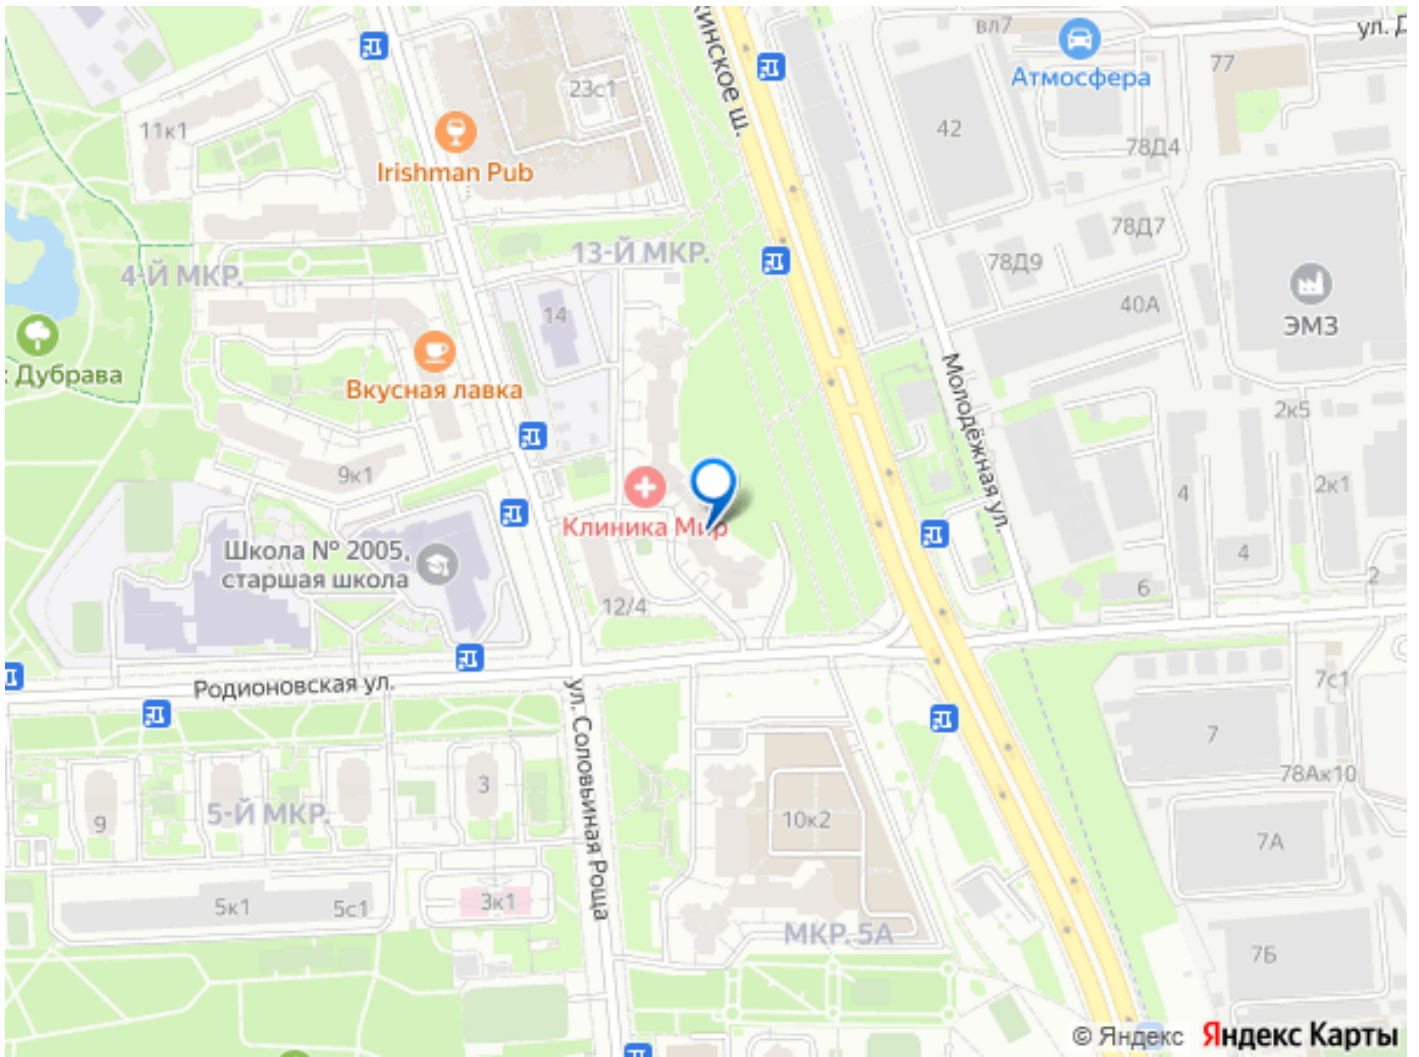 вл7
ул. Д
Атмосфера
77
23с1
11к1
Irishman Pub
кинское ш.
42
78Д4
78Д7
13-Й МКР.
4-Й МКР.
78Д9
14
40А
ЭМЗ
к Дубрава
Вкусная лавка
Молодёжная ул.
2к5
9к1
2к1
4
Клиника Мир
Школа № 2005,
старшая школа
4
6
2
12/4
Родионовская ул.
ул. Соловьиная Роща
7с1
7
78Ак10
3
5-Й МКР.
9
10к2
7А
3к1
5к1
5с1
МКР. 5А
7Б
© Яндекс Яндекс Карты